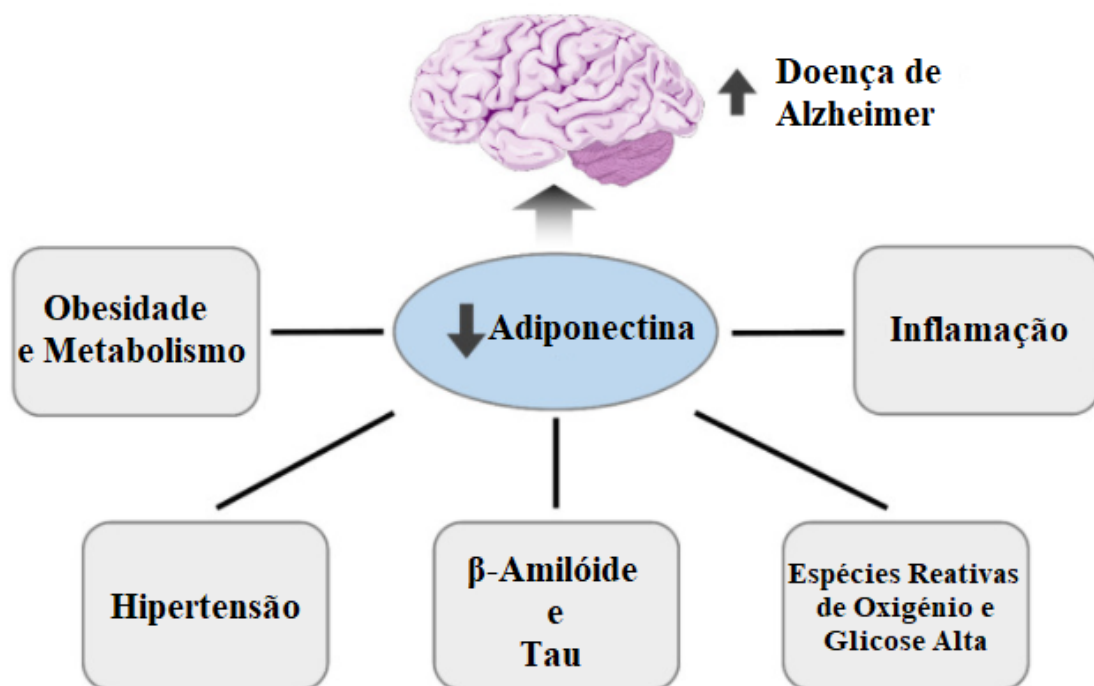 Doença de
Alzheimer
Obesidade
e Metabolismo
Adiponectina
Inflamação
Hipertensão
β-Amilóide
e
Tau
Espécies Reativas
de Oxigénio e
Glicose Alta